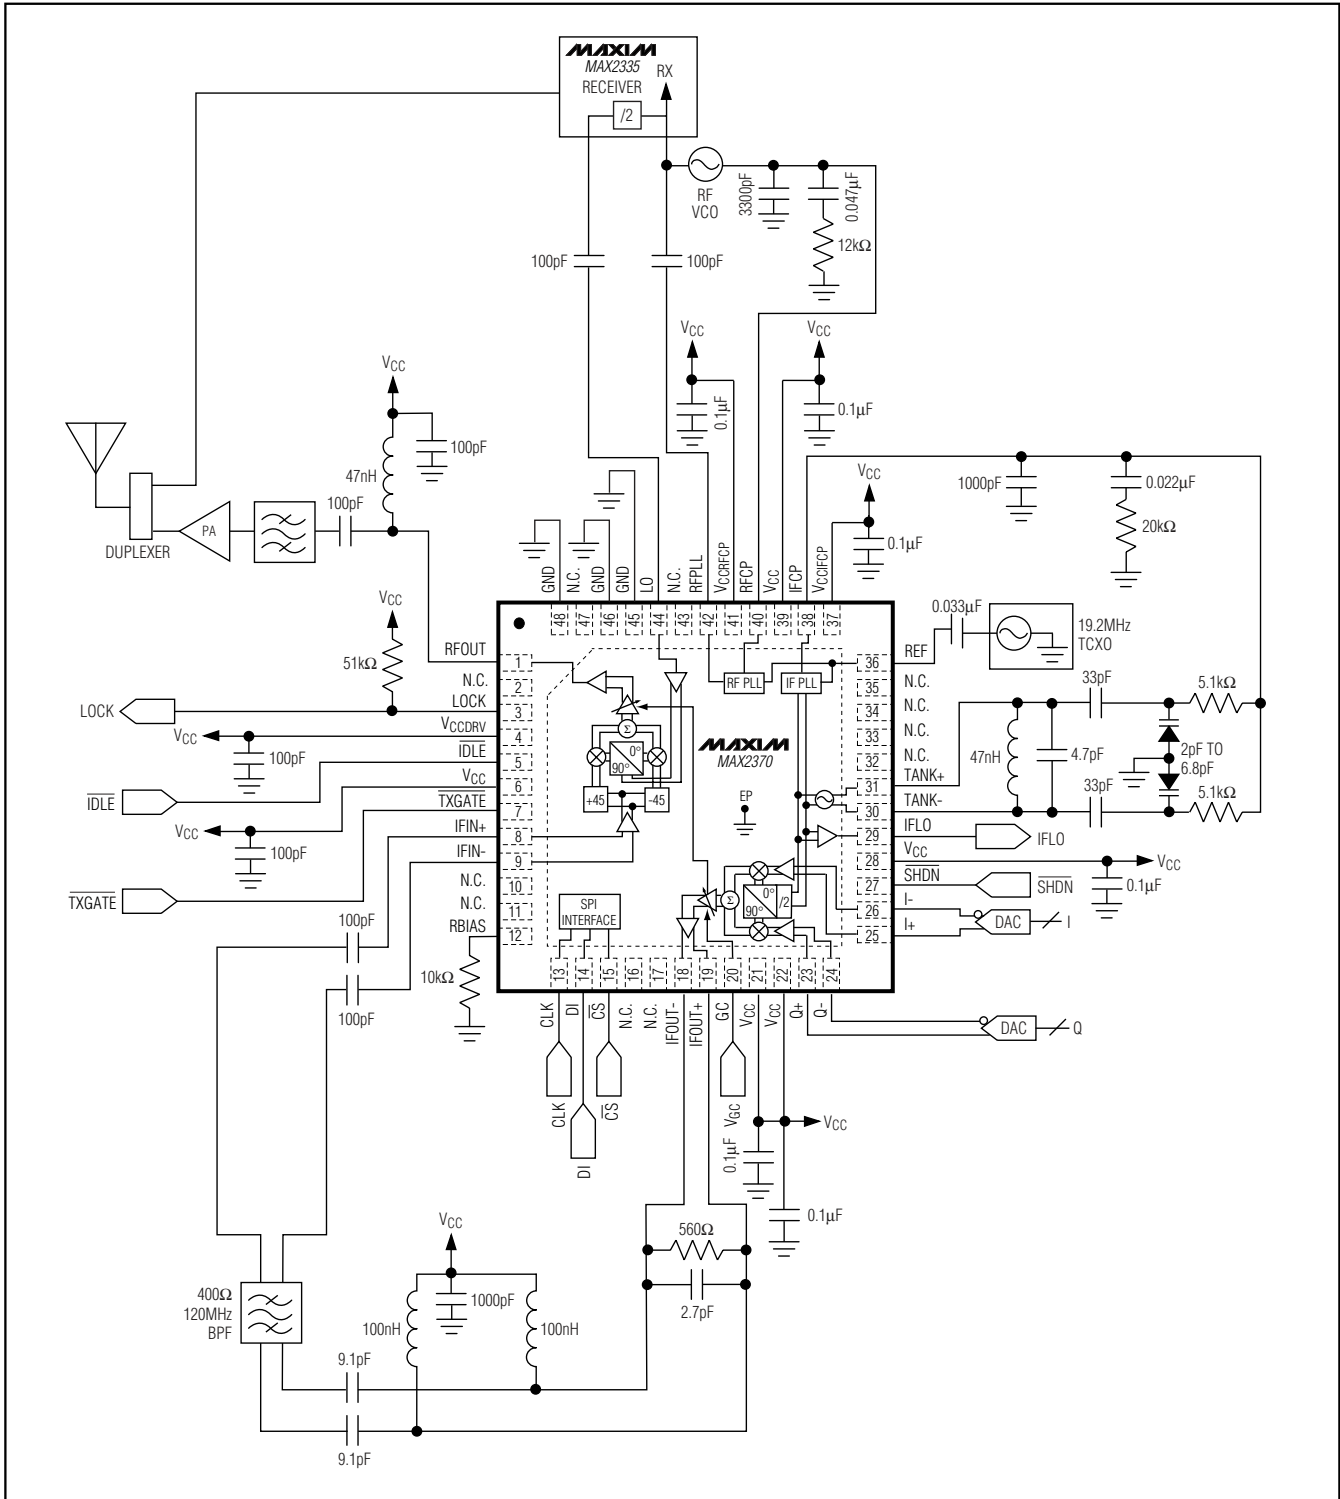 MAXIM
MAX2335
RECEIVER
RX
/2
RF
VCO
3300pF
0.047µF
12kΩ
100pF
100pF
VCC
VCC
0.1µF
0.1µF
VCC
100pF
47nH
100pF
PA
DUPLEXER
VCC
0.1µF
1000pF
0.022µF
20kΩ
GND
N.C.
GND
GND
LO
N.C.
RFPLL
VCCRFCP
RFCP
VCC
IFCP
VCCIFCP
48
47
46
45
44
43
42
41
40
39
38
37
0.033µF
19.2MHz
TCXO
VCC
51kΩ
LOCK
VCC
100pF
IDLE
VCC
100pF
TXGATE
RFOUT
N.C.
LOCK
VCCDRV
IDLE
VCC
TXGATE
IFIN+
IFIN-
N.C.
N.C.
RBIAS
1
2
3
4
5
6
7
8
9
10
11
12
RF PLL
IF PLL
Σ
0°
90°
+45
-45
MAXIM
MAX2370
EP
Σ
0°
90°
/2
SPI
INTERFACE
36
35
34
33
32
31
30
29
28
27
26
25
REF
N.C.
N.C.
N.C.
N.C.
TANK+
TANK-
IFLO
VCC
SHDN
I-
I+
33pF
5.1kΩ
47nH
4.7pF
2pF TO
6.8pF
33pF
5.1kΩ
IFLO
VCC
0.1µF
SHDN
DAC
I
100pF
100pF
10kΩ
13
14
15
16
17
18
19
20
21
22
23
24
CLK
DI
CS
N.C.
N.C.
IFOUT-
IFOUT+
GC
VCC
VCC
Q+
Q-
DAC
Q
CLK
DI
CS
VGC
VCC
0.1µF
0.1µF
560Ω
2.7pF
VCC
1000pF
100nH
100nH
400Ω
120MHz
BPF
9.1pF
9.1pF